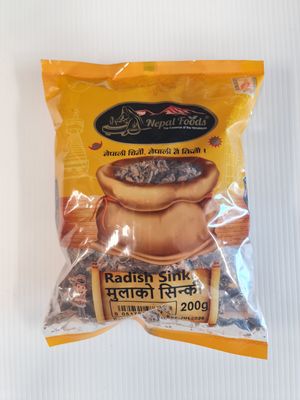 Nepal Foods
नेपाली चिनौं, नेपाली नै किनौं ।
Radish Sinki
मुलाको सिन्की
200g